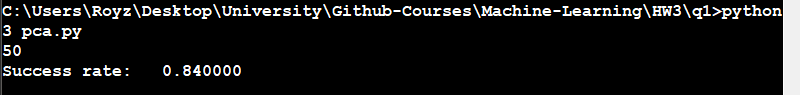 C:\Users\Royz\Desktop\University\Github-Courses\Machine-Learning\HW3\q1>python
3 pca.py
50
Success rate:   0.840000